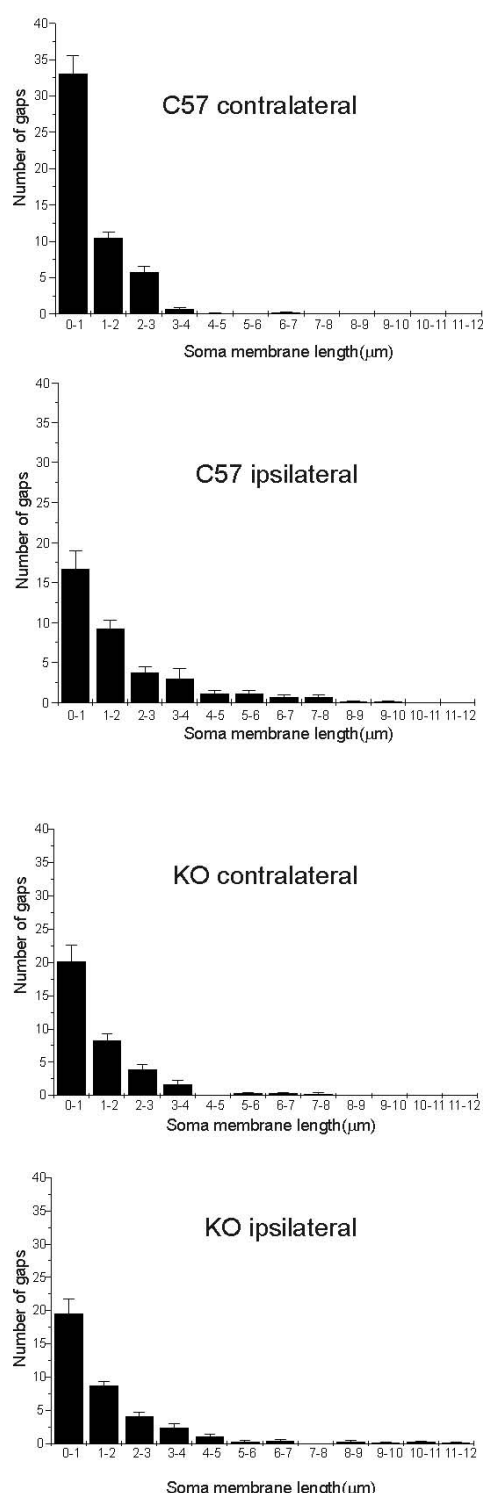 40
35
C57 contralateral
30
25
20
15
10
5
0
Number of gaps
0-1 1-2 2-3 3-4 4-5 5-6 6-7 7-8 8-9 9-10 10-11 11-12
Soma membrane length(μm)
40
35
30
C57 ipsilateral
25
20
15
10
5
0
Number of gaps
0-1 1-2 2-3 3-4 4-5 5-6 6-7 7-8 8-9 9-10 10-11 11-12
Soma membrane length(μm)
40
35
KO contralateral
30
25
20
15
10
5
0
Number of gaps
0-1 1-2 2-3 3-4 4-5 5-6 6-7 7-8 8-9 9-10 10-11 11-12
Soma membrane length(μm)
40
35
KO ipsilateral
30
25
20
15
10
5
0
Number of gaps
0-1 1-2 2-3 3-4 4-5 5-6 6-7 7-8 8-9 9-10 10-11 11-12
Soma membrane length(μm)